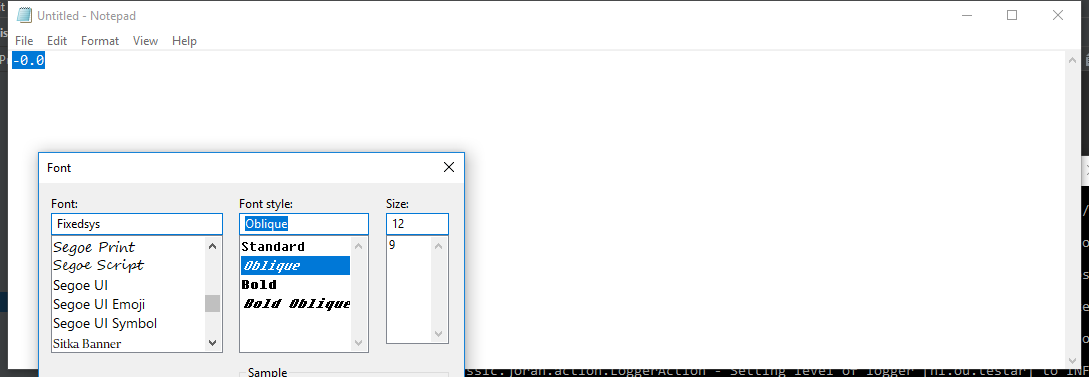 Untitled - Notepad
File Edit Format View Help
-0.0
Font
Font: Font style: Size:
Fixedsys Oblique 12
Segoe Print Standard 9
Segoe Script Oblique
Segoe UI Bold
Segoe UI Emoji Bold Oblique
Segoe UI Symbol
Sitka Banner
Sample
ssic.joran.action.LoggerAction - Setting level of logger [nl.ou.testar] to INF